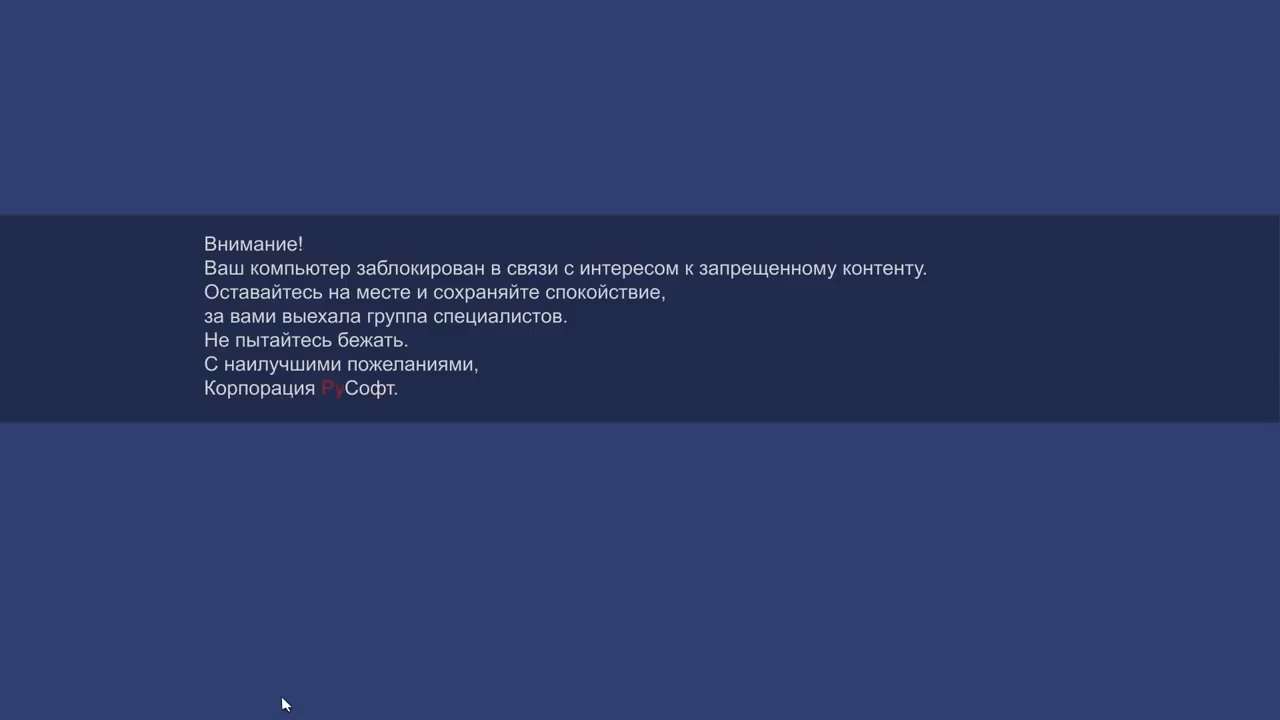 Внимание!
Ваш компьютер заблокирован в связи с интересом к запрещенному контенту.
Оставайтесь на месте и сохраняйте спокойствие,
за вами выехала группа специалистов.
Не пытайтесь бежать.
С наилучшими пожеланиями,
Корпорация РуСофт.